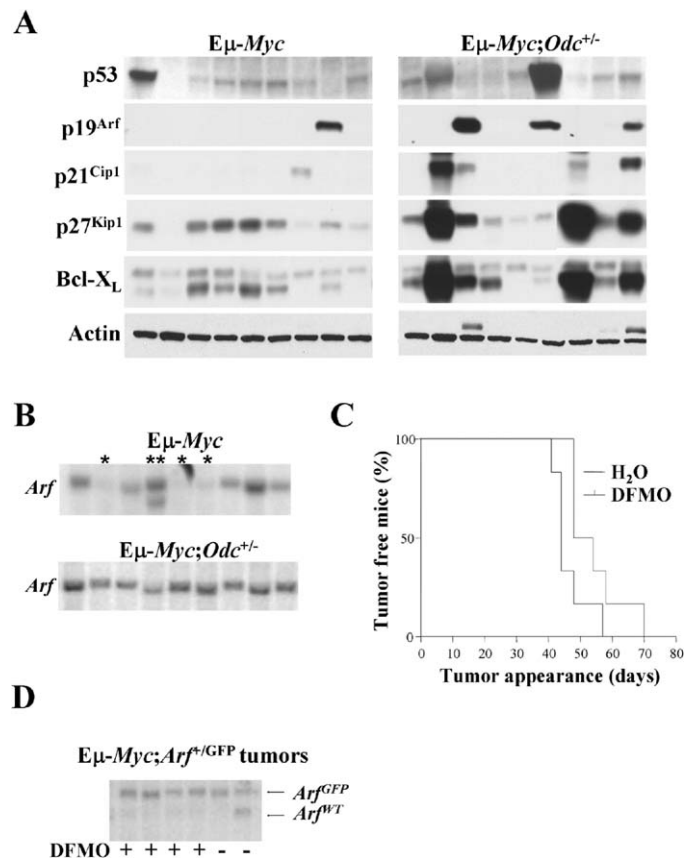 A
Eμ-Myc
Eμ-Myc;Odc+/-
p53
p19Arf
p21Cip1
p27Kip1
Bcl-XL
Actin
B
Eμ-Myc
* ** * *
Arf
Eμ-Myc;Odc+/-
Arf
C
100
50
0
0 10 20 30 40 50 60 70 80
Tumor free mice (%)
Tumor appearance (days)
H2O
DFMO
D
Eμ-Myc;Arf+/GFP tumors
ArfGFP
ArfWT
DFMO + + + + - -